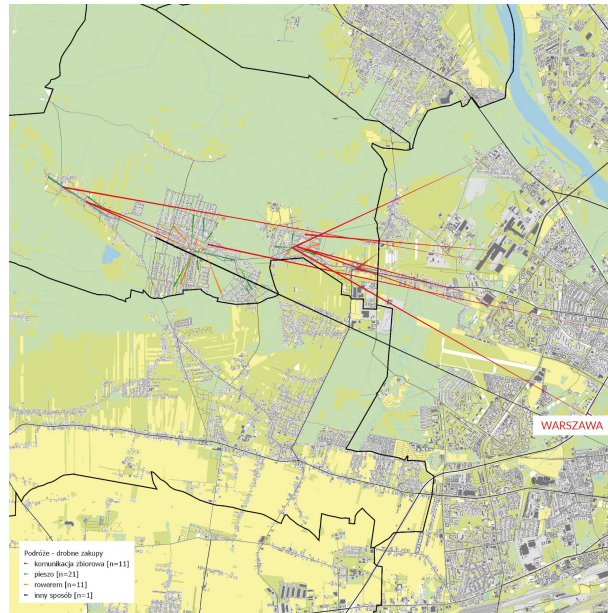 WARSZAWA
Podróże - drobne zakupy
komunikacja zbiorowa [n=11]
pieszo [n=21]
rowerem [n=11]
inny sposób [n=1]